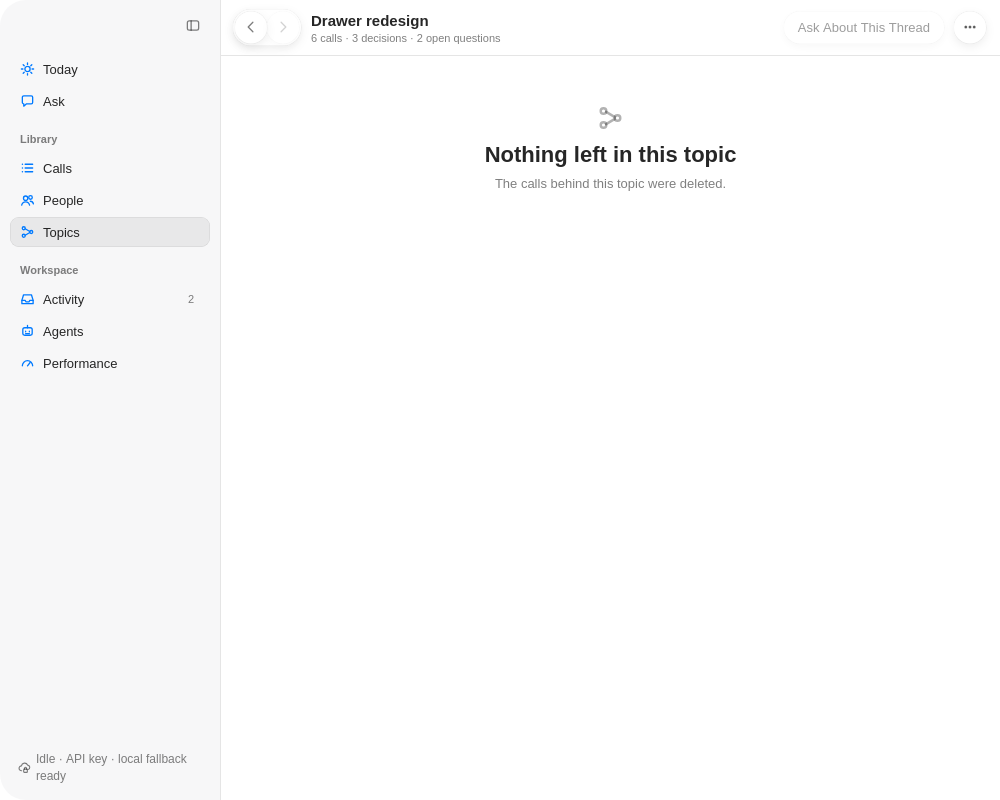 Today
Ask
Library
Calls
People
Topics
Workspace
Activity 2
Agents
Performance
Idle · API key · local fallback
ready
Drawer redesign
6 calls · 3 decisions · 2 open questions
Ask About This Thread
Nothing left in this topic
The calls behind this topic were deleted.